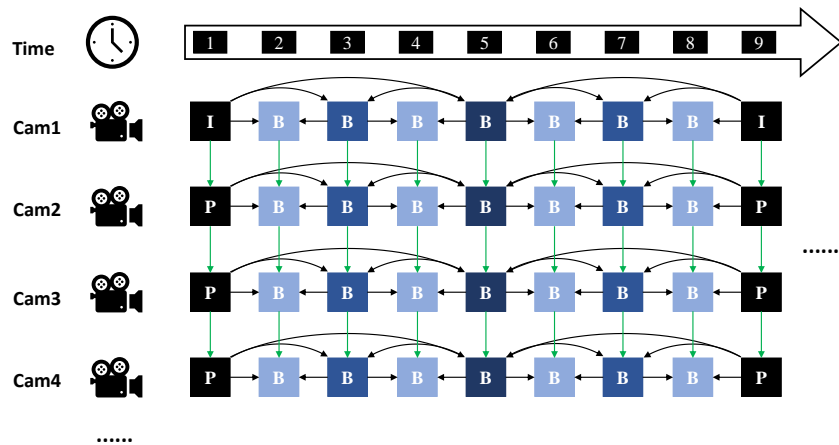 Time 1 2 3 4 5 6 7 8 9
Cam1 I B B B B B B B I
Cam2 P B B B B B B B P
......
Cam3 P B B B B B B B P
Cam4 P B B B B B B B P
......